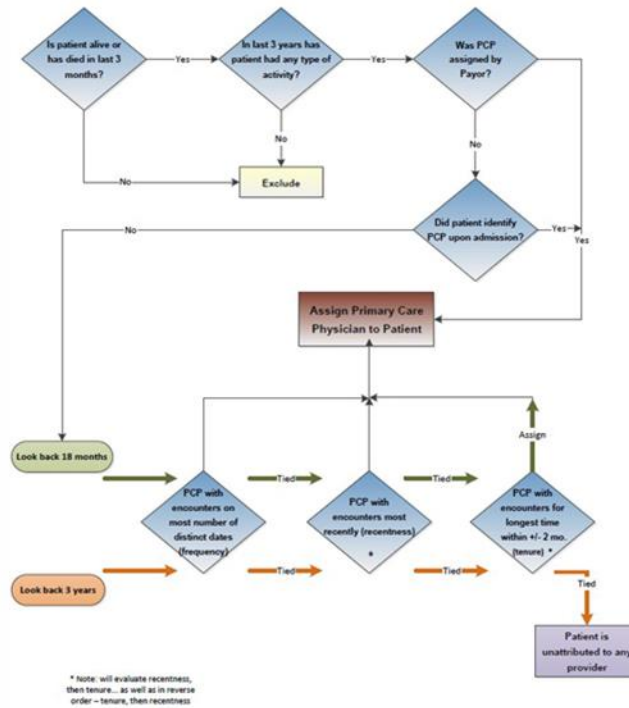 Is patient alive or
has died in last 3
months?
Yes
In last 3 years has
patient had any type of
activity?
Yes
Was PCP
assigned by
Payor?
No
No
No
Exclude
Did patient identify
PCP upon admission?
No
Yes
Yes
Assign Primary Care
Physician to Patient
Assign
Look back 18 months
Tied
Tied
PCP with
encounters on
most number of
distinct dates
(frequency)
PCP with
encounters most
recently (recentness)
*
PCP with
encounters for
longest time
within +/- 2 mo.
(tenure) *
Look back 3 years
Tied
Tied
Tied
Patient is
unattributed to any
provider
* Note: will evaluate recentness,
then tenure... as well as in reverse
order – tenure, then recentness